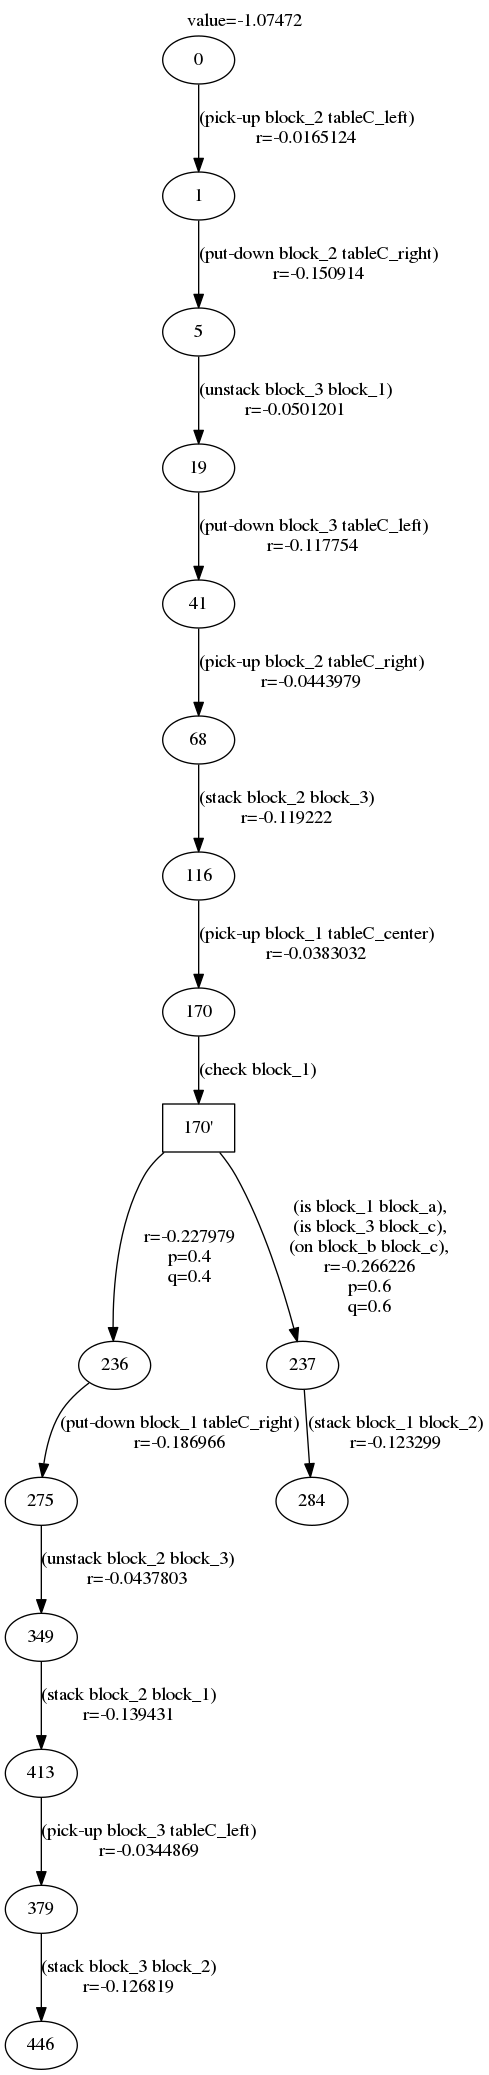 value=-1.07472
0
(pick-up block_2 tableC_left)
r=-0.0165124
1
(put-down block_2 tableC_right)
r=-0.150914
5
(unstack block_3 block_1)
r=-0.0501201
19
(put-down block_3 tableC_left)
r=-0.117754
41
(pick-up block_2 tableC_right)
r=-0.0443979
68
(stack block_2 block_3)
r=-0.119222
116
(pick-up block_1 tableC_center)
r=-0.0383032
170
(check block_1)
170'
r=-0.227979
p=0.4
q=0.4
(is block_1 block_a),
(is block_3 block_c),
(on block_b block_c),
r=-0.266226
p=0.6
q=0.6
236
237
(put-down block_1 tableC_right)
r=-0.186966
(stack block_1 block_2)
r=-0.123299
275
284
(unstack block_2 block_3)
r=-0.0437803
349
(stack block_2 block_1)
r=-0.139431
413
(pick-up block_3 tableC_left)
r=-0.0344869
379
(stack block_3 block_2)
r=-0.126819
446